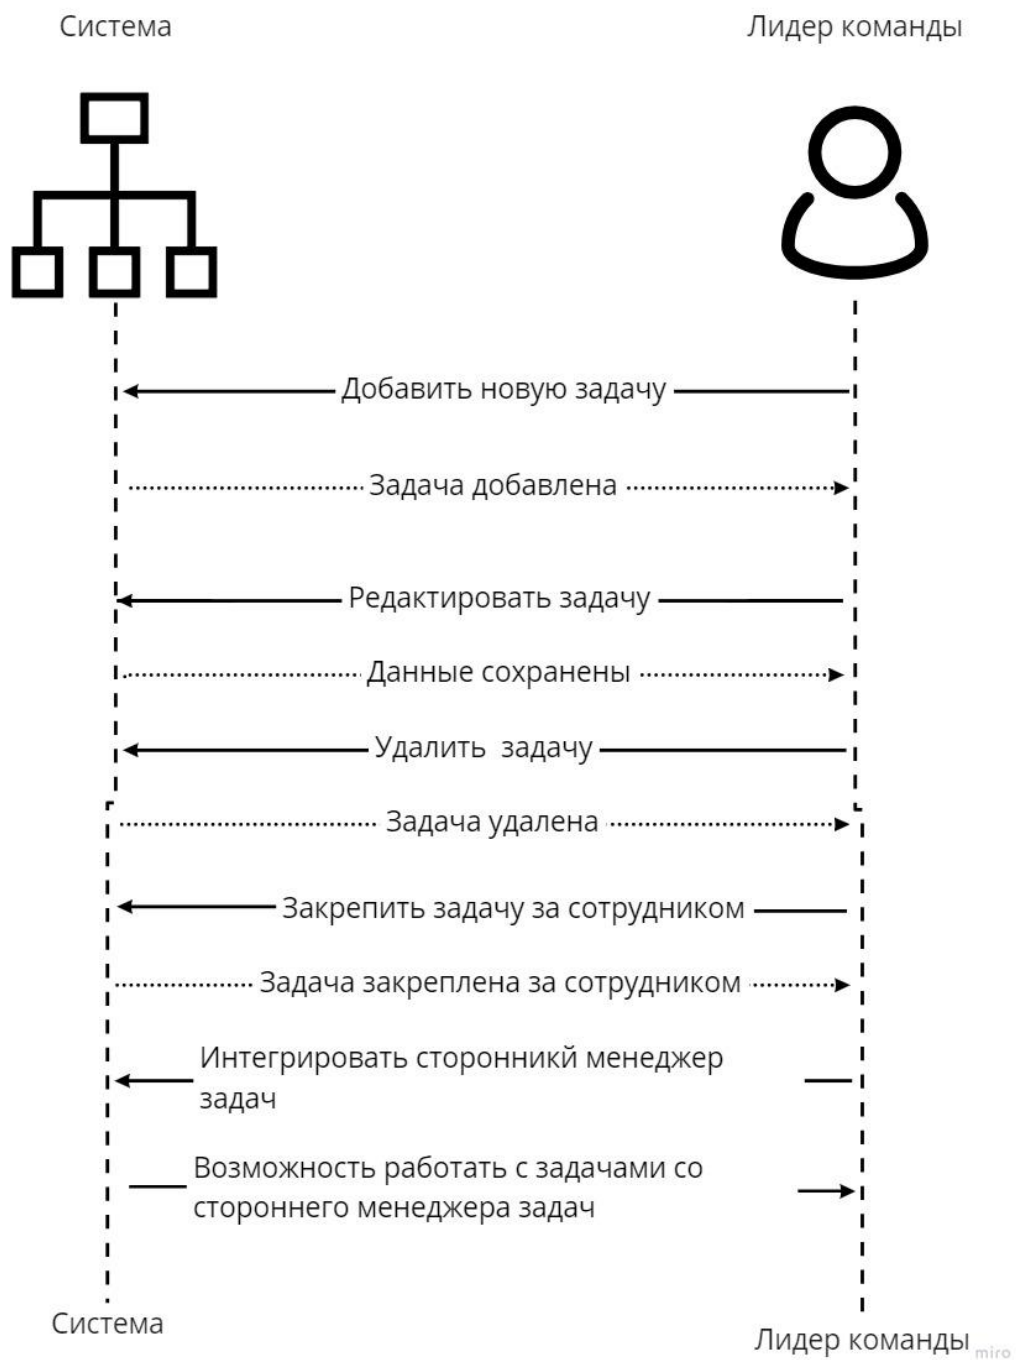 Система
Лидер команды
Добавить новую задачу
Задача добавлена
Редактировать задачу
Данные сохранены
Удалить  задачу
Задача удалена
Закрепить задачу за сотрудником
Задача закреплена за сотрудником
Интегрировать сторонникй менеджер
задач
Возможность работать с задачами со
стороннего менеджера задач
Система
Лидер команды
miro